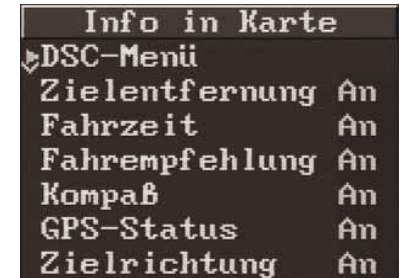 Info in Karte
DSC-Menü
Zielentfernung An
Fahrzeit An
Fahrempfehlung An
Kompaß An
GPS-Status An
Zielrichtung An